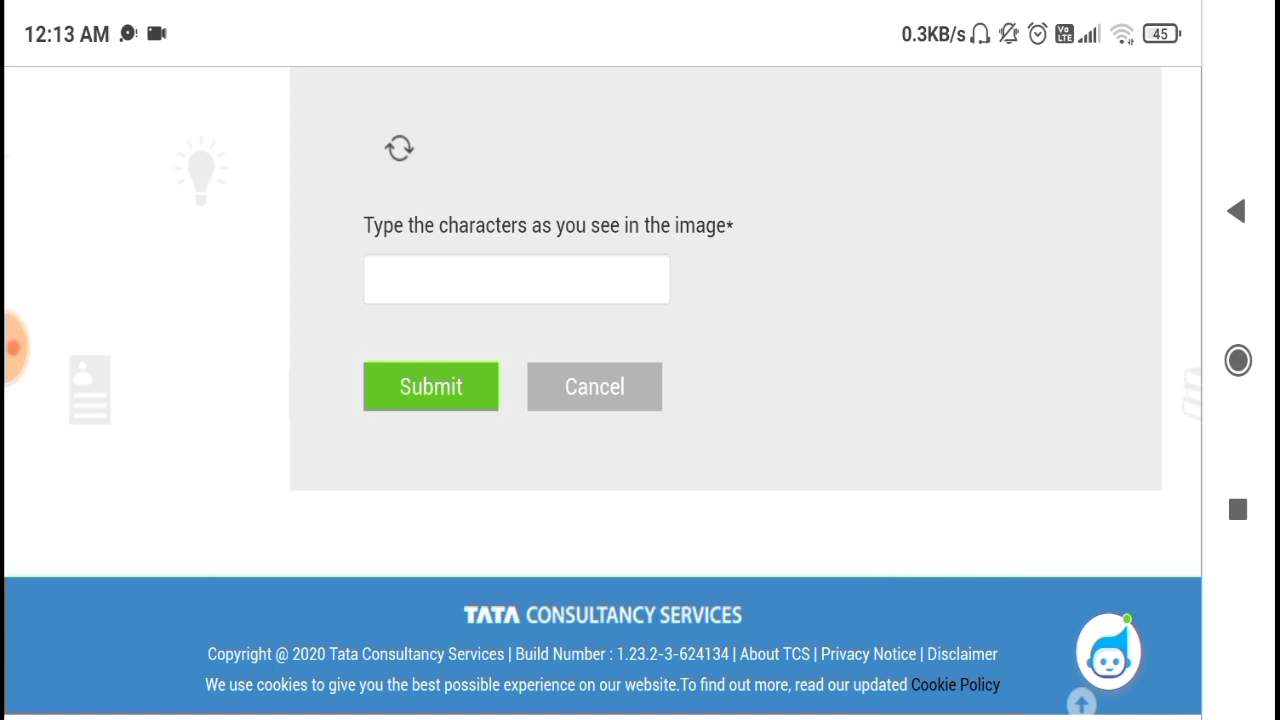 12:13 AM 0.3KB/s Vo LTE 45
Type the characters as you see in the image*
Submit Cancel
TATA CONSULTANCY SERVICES
Copyright @ 2020 Tata Consultancy Services | Build Number : 1.23.2-3-624134 | About TCS | Privacy Notice | Disclaimer
We use cookies to give you the best possible experience on our website.To find out more, read our updated Cookie Policy